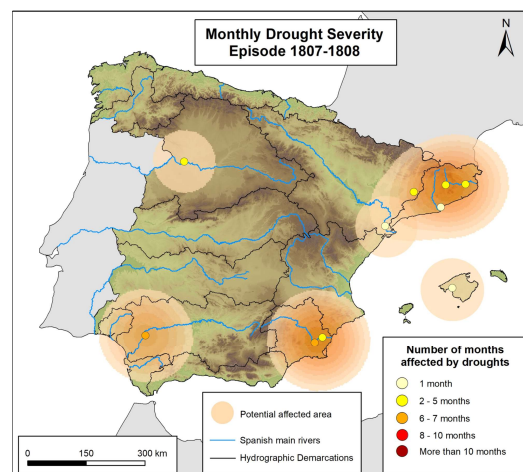 Monthly Drought Severity
Episode 1807-1808
N
Number of months
affected by droughts
1 month
2 - 5 months
6 - 7 months
8 - 10 months
More than 10 months
Potential affected area
Spanish main rivers
Hydrographic Demarcations
0 150 300 km